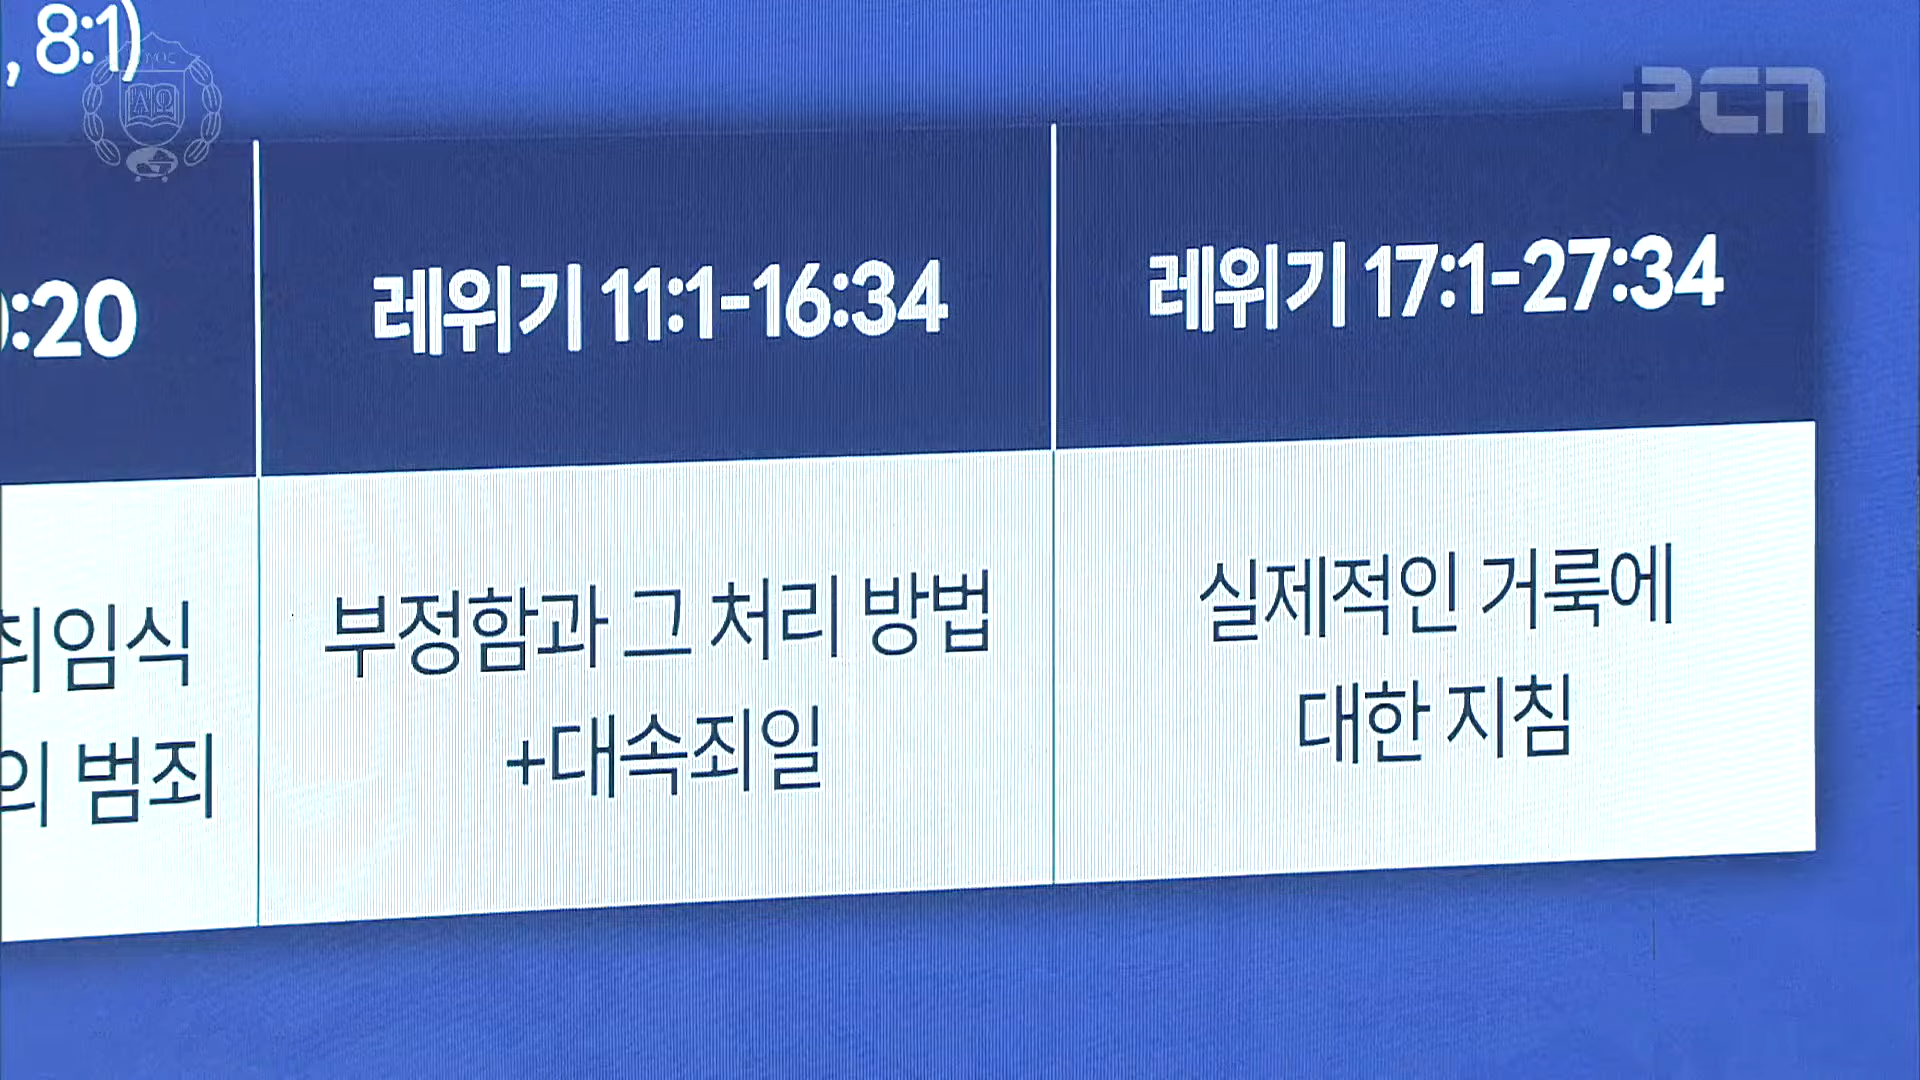 , 8:1)
PCN
ΑΩ
:20
레위기 11:1-16:34
레위기 17:1-27:34
취임식
의 범죄
부정함과 그 처리 방법
+대속죄일
실제적인 거룩에
대한 지침